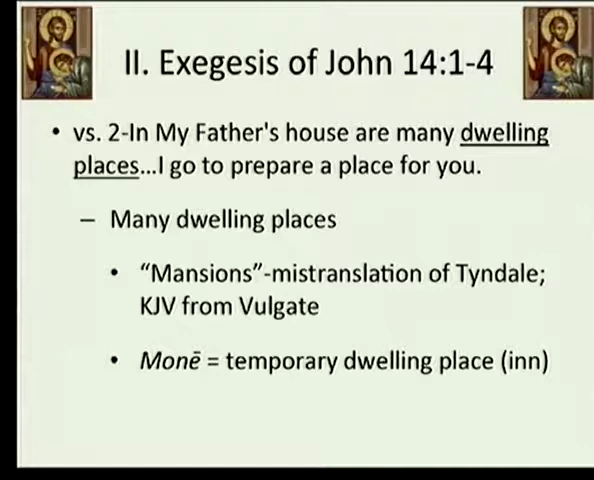 II. Exegesis of John 14:1-4
• vs. 2-In My Father's house are many dwelling
places...I go to prepare a place for you.
– Many dwelling places
• “Mansions”-mistranslation of Tyndale;
KJV from Vulgate
• Monē = temporary dwelling place (inn)